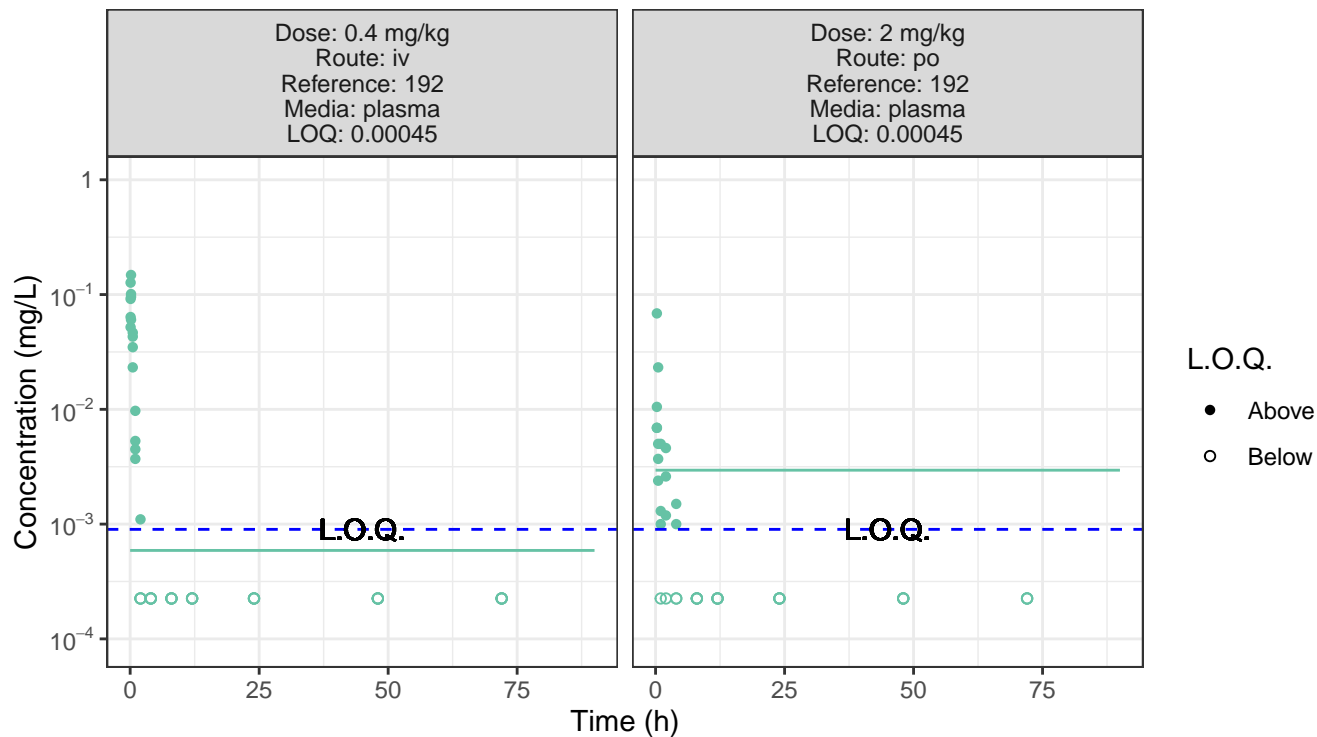 Dose: 0.4 mg/kg
Route: iv
Reference: 192
Media: plasma
LOQ: 0.00045
Dose: 2 mg/kg
Route: po
Reference: 192
Media: plasma
LOQ: 0.00045
Concentration (mg/L)
1
10⁻¹
10⁻²
10⁻³
10⁻⁴
L.O.Q.
L.O.Q.
0 25 50 75
0 25 50 75
Time (h)
L.O.Q.
Above
Below